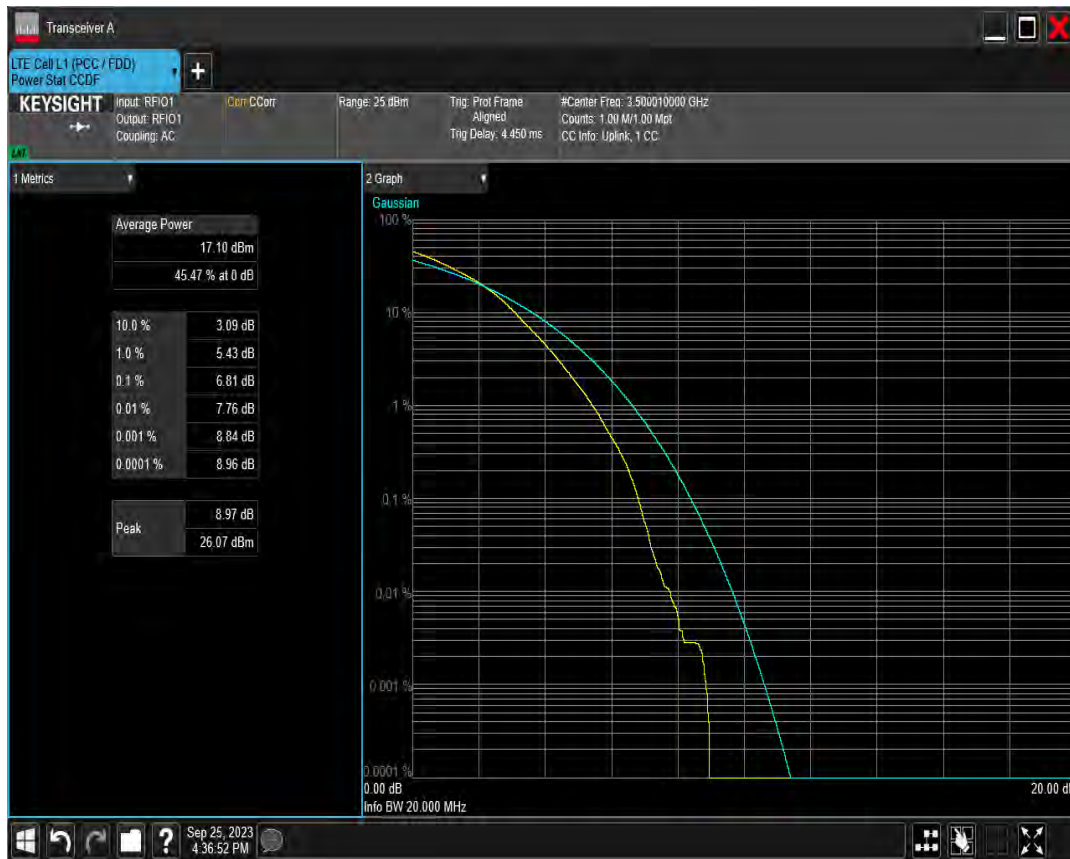 Transceiver A
LTE Cell L1 (PCC / FDD)
Power Stat CCDF
KEYSIGHT
Input: RFIO1
Output: RFIO1
Coupling: AC
Corr CCorr
Range: 25 dBm
Trig: Prot Frame
Aligned
Trig Delay: 4.450 ms
#Center Freq: 3.500010000 GHz
Counts: 1.00 M/1.00 Mpt
CC Info: Uplink, 1 CC
1 Metrics
Average Power
17.10 dBm
45.47 % at 0 dB
10.0 % 3.09 dB
1.0 % 5.43 dB
0.1 % 6.81 dB
0.01 % 7.76 dB
0.001 % 8.84 dB
0.0001 % 8.96 dB
Peak
8.97 dB
26.07 dBm
2 Graph
Gaussian
100 %
10 %
1 %
0.1 %
0.01 %
0.001 %
0.0001 %
0.00 dB
20.00 d
Info BW 20.000 MHz
Sep 25, 2023
4:36:52 PM